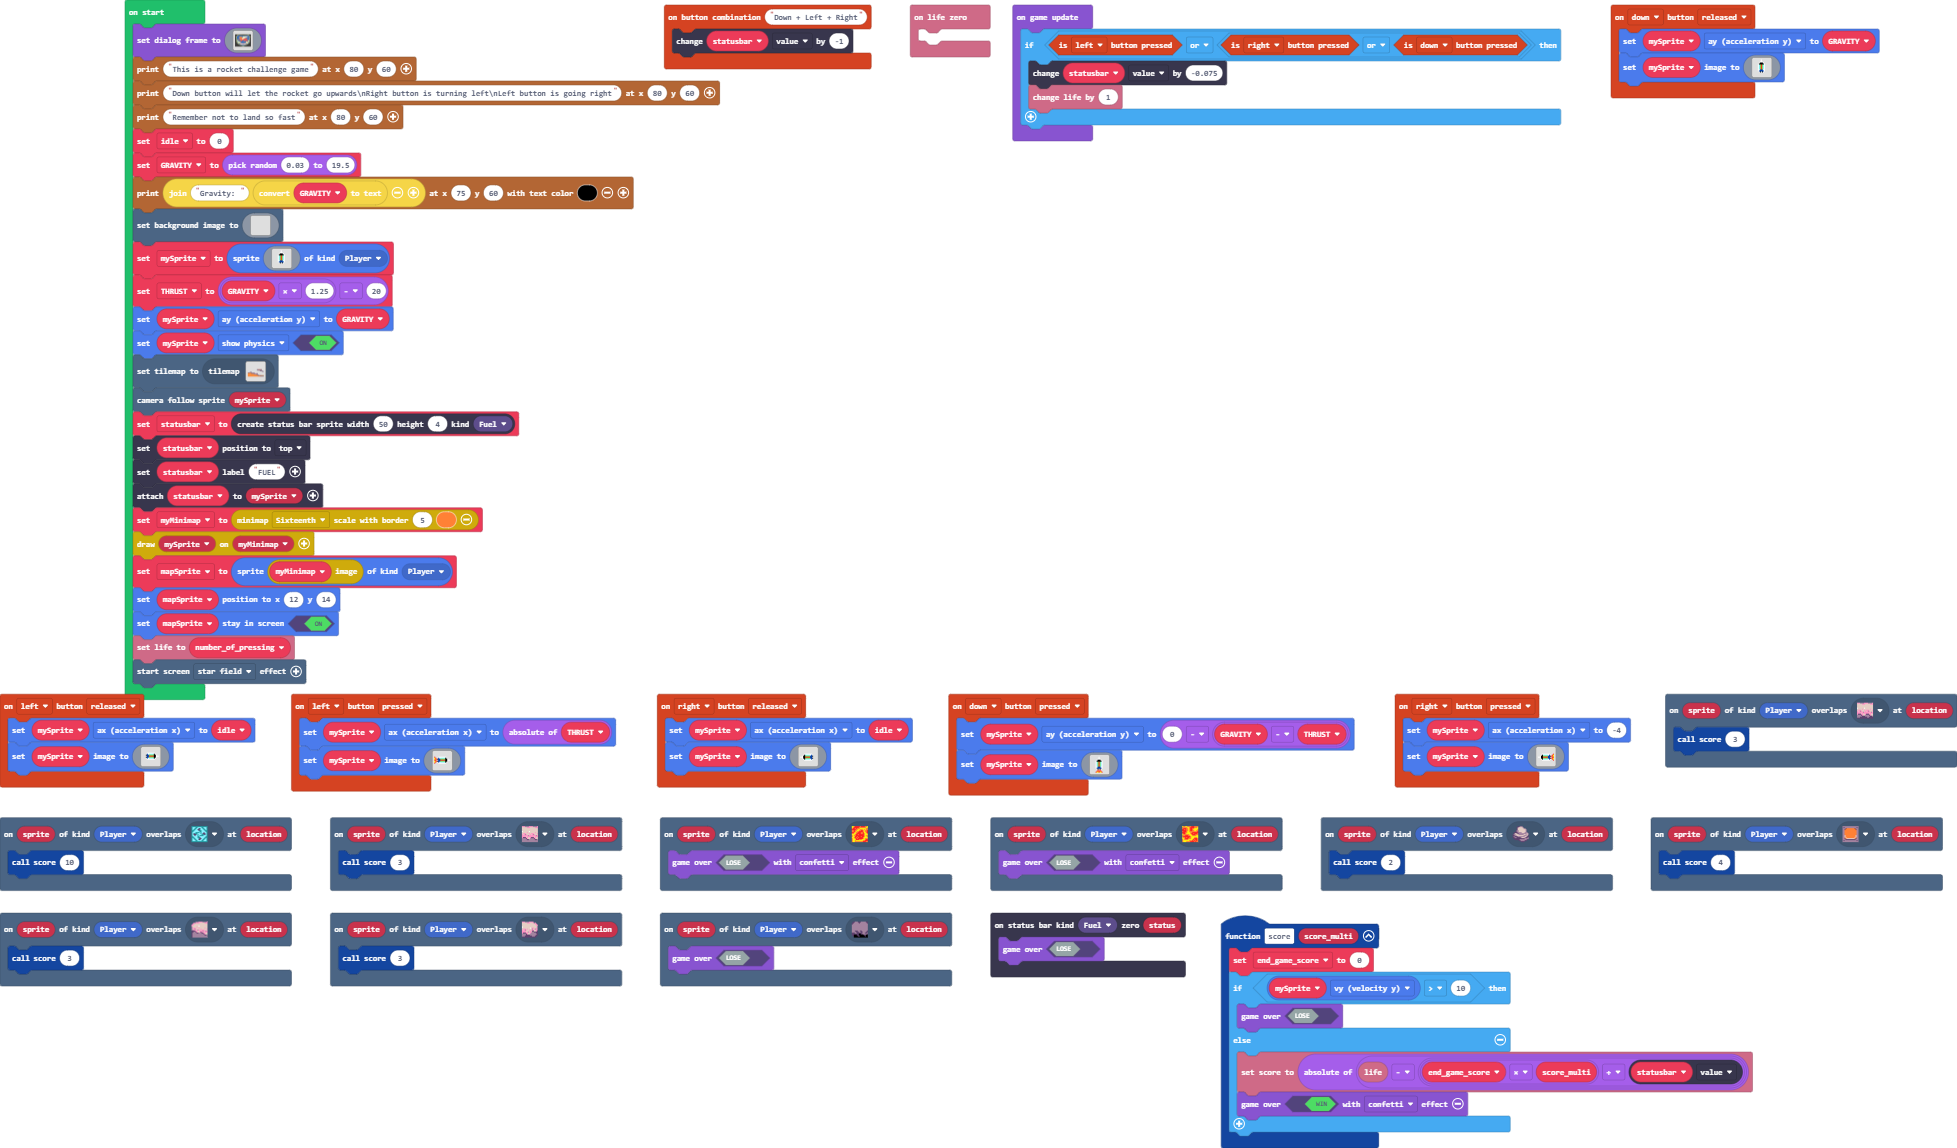 on start
set dialog frame to
print "This is a rocket challenge game" at x 80 y 60
print "Down button will let the rocket go upwards\nRight button is turning left\nLeft button is going right" at x 80 y 60
print "Remember not to land so fast" at x 80 y 60
set idle to 0
set GRAVITY to pick random 0.03 to 19.5
print join "Gravity: " convert GRAVITY to text at x 75 y 60 with text color
set background image to
set mySprite to sprite of kind Player
set THRUST to GRAVITY × 1.25 - 20
set mySprite ay (acceleration y) to GRAVITY
set mySprite show physics ON
set tilemap to tilemap
camera follow sprite mySprite
set statusbar to create status bar sprite width 50 height 4 kind Fuel
set statusbar position to top
set statusbar label "FUEL"
attach statusbar to mySprite
set myMinimap to minimap Sixteenth scale with border 5
draw mySprite on myMinimap
set mapSprite to sprite myMinimap image of kind Player
set mapSprite position to x 12 y 14
set mapSprite stay in screen ON
set life to number_of_pressing
start screen star field effect
on button combination "Down + Left + Right"
change statusbar value by -1
on life zero
on game update
if is left button pressed or is right button pressed or is down button pressed then
change statusbar value by -0.075
change life by 1
on down button released
set mySprite ay (acceleration y) to GRAVITY
set mySprite image to
on left button released
set mySprite ax (acceleration x) to idle
set mySprite image to
on left button pressed
set mySprite ax (acceleration x) to absolute of THRUST
set mySprite image to
on right button released
set mySprite ax (acceleration x) to idle
set mySprite image to
on down button pressed
set mySprite ay (acceleration y) to 0 - GRAVITY - THRUST
set mySprite image to
on right button pressed
set mySprite ax (acceleration x) to -4
set mySprite image to
on sprite of kind Player overlaps at location
call score 3
on sprite of kind Player overlaps at location
call score 10
on sprite of kind Player overlaps at location
call score 3
on sprite of kind Player overlaps at location
game over LOSE with confetti effect
on sprite of kind Player overlaps at location
game over LOSE with confetti effect
on sprite of kind Player overlaps at location
call score 2
on sprite of kind Player overlaps at location
call score 4
on sprite of kind Player overlaps at location
call score 3
on sprite of kind Player overlaps at location
call score 3
on sprite of kind Player overlaps at location
game over LOSE
on status bar kind Fuel zero status
game over LOSE
function score score_multi
set end_game_score to 0
if mySprite vy (velocity y) > 10 then
game over LOSE
else
set score to absolute of life - end_game_score × score_multi + statusbar value
game over WIN with confetti effect